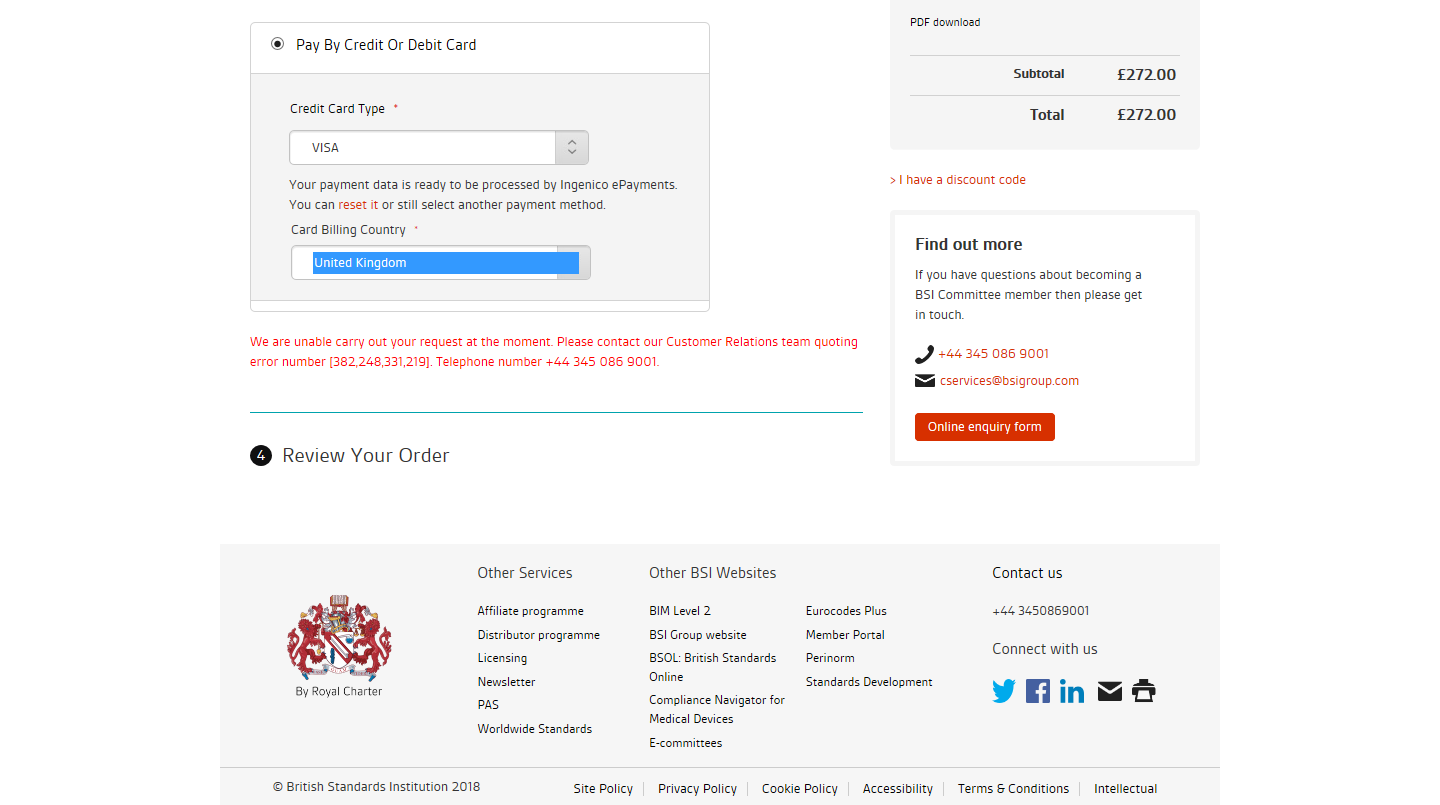 Pay By Credit Or Debit Card
Credit Card Type *
VISA
Your payment data is ready to be processed by Ingenico ePayments.
You can reset it or still select another payment method.
Card Billing Country *
United Kingdom
We are unable carry out your request at the moment. Please contact our Customer Relations team quoting
error number [382,248,331,219]. Telephone number +44 345 086 9001.
4 Review Your Order
PDF download
Subtotal £272.00
Total £272.00
> I have a discount code
Find out more
If you have questions about becoming a
BSI Committee member then please get
in touch.
+44 345 086 9001
cservices@bsigroup.com
Online enquiry form
By Royal Charter
Other Services
Affiliate programme
Distributor programme
Licensing
Newsletter
PAS
Worldwide Standards
Other BSI Websites
BIM Level 2
BSI Group website
BSOL: British Standards
Online
Compliance Navigator for
Medical Devices
E-committees
Eurocodes Plus
Member Portal
Perinorm
Standards Development
Contact us
+44 3450869001
Connect with us
© British Standards Institution 2018
Site Policy | Privacy Policy | Cookie Policy | Accessibility | Terms & Conditions | Intellectual